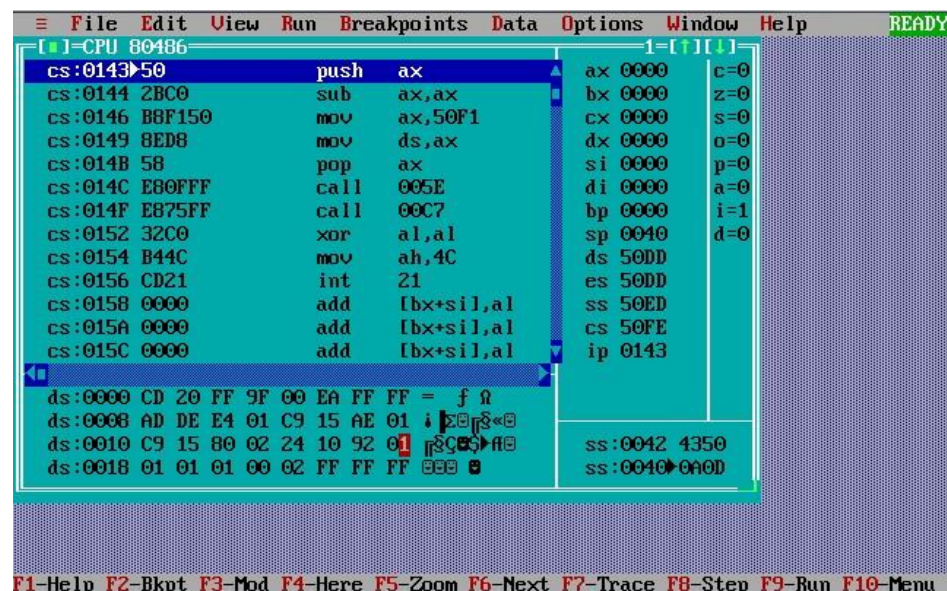 ≡ File Edit View Run Breakpoints Data Options Window Help READY
[■]=CPU 80486 1=[↑][↓]
cs:0143►50 push ax ax 0000 c=0
cs:0144 2BC0 sub ax,ax bx 0000 z=0
cs:0146 B8F150 mov ax,50F1 cx 0000 s=0
cs:0149 8ED8 mov ds,ax dx 0000 o=0
cs:014B 58 pop ax si 0000 p=0
cs:014C E80FFF call 005E di 0000 a=0
cs:014F E875FF call 00C7 bp 0000 i=1
cs:0152 32C0 xor al,al sp 0040 d=0
cs:0154 B44C mov ah,4C ds 50DD
cs:0156 CD21 int 21 es 50DD
cs:0158 0000 add [bx+si],al ss 50ED
cs:015A 0000 add [bx+si],al cs 50FE
cs:015C 0000 add [bx+si],al ip 0143
ds:0000 CD 20 FF 9F 00 EA FF FF = ƒ Ω
ds:0008 AD DE E4 01 C9 15 AE 01 ¡▐Σ☺╔§«☺
ds:0010 C9 15 80 02 24 10 92 01 ╔§Ç☻$►Æ☺ ss:0042 4350
ds:0018 01 01 01 00 02 FF FF FF ☺☺☺ ☻ ss:0040►0A0D
F1-Help F2-Bkpt F3-Mod F4-Here F5-Zoom F6-Next F7-Trace F8-Step F9-Run F10-Menu